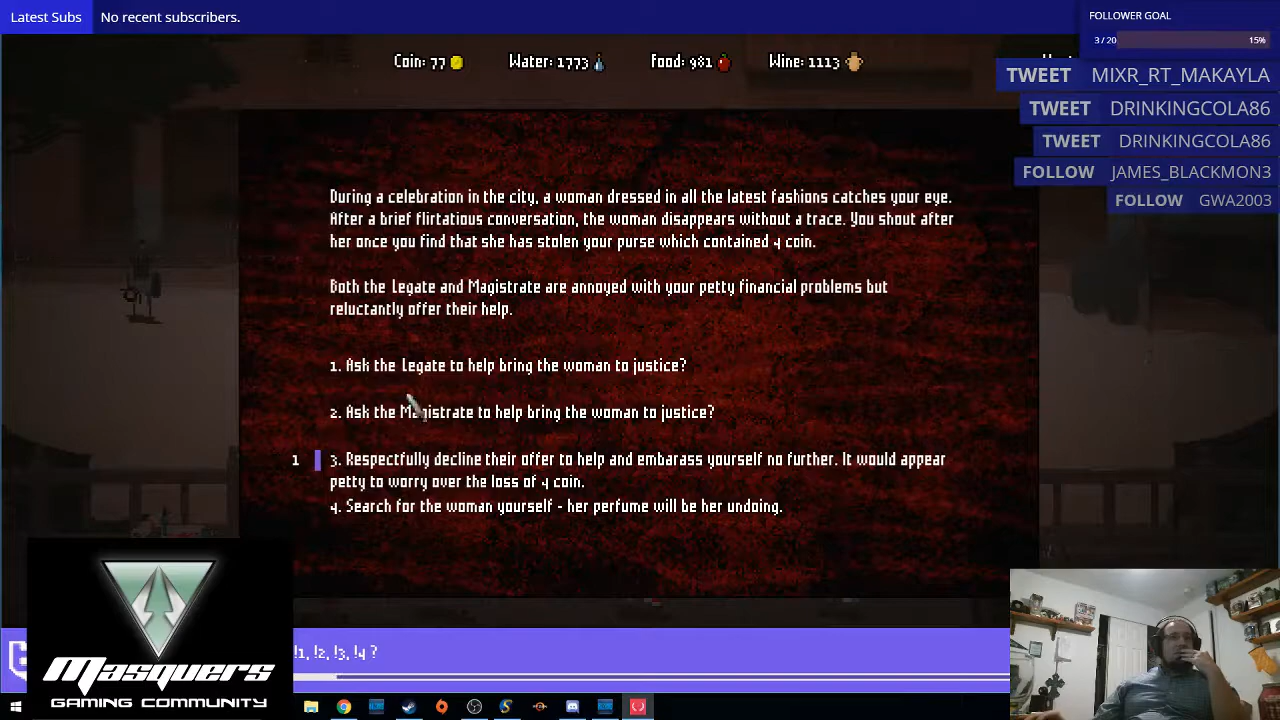 Latest Subs No recent subscribers.
FOLLOWER GOAL
3 / 20 15%
Coin: 77 Water: 1773 Food: 981 Wine: 1113
TWEET MIXR_RT_MAKAYLA
TWEET DRINKINGCOLA86
TWEET DRINKINGCOLA86
FOLLOW JAMES_BLACKMON3
FOLLOW GWA2003
During a celebration in the city, a woman dressed in all the latest fashions catches your eye.
After a brief flirtatious conversation, the woman disappears without a trace. You shout after
her once you find that she has stolen your purse which contained 4 coin.
Both the Legate and Magistrate are annoyed with your petty financial problems but
reluctantly offer their help.
1. Ask the Legate to help bring the woman to justice?
2. Ask the Magistrate to help bring the woman to justice?
1 3. Respectfully decline their offer to help and embarass yourself no further. It would appear
petty to worry over the loss of 4 coin.
4. Search for the woman yourself - her perfume will be her undoing.
!1, !2, !3, !4 ?
MASQUERS
GAMING COMMUNITY